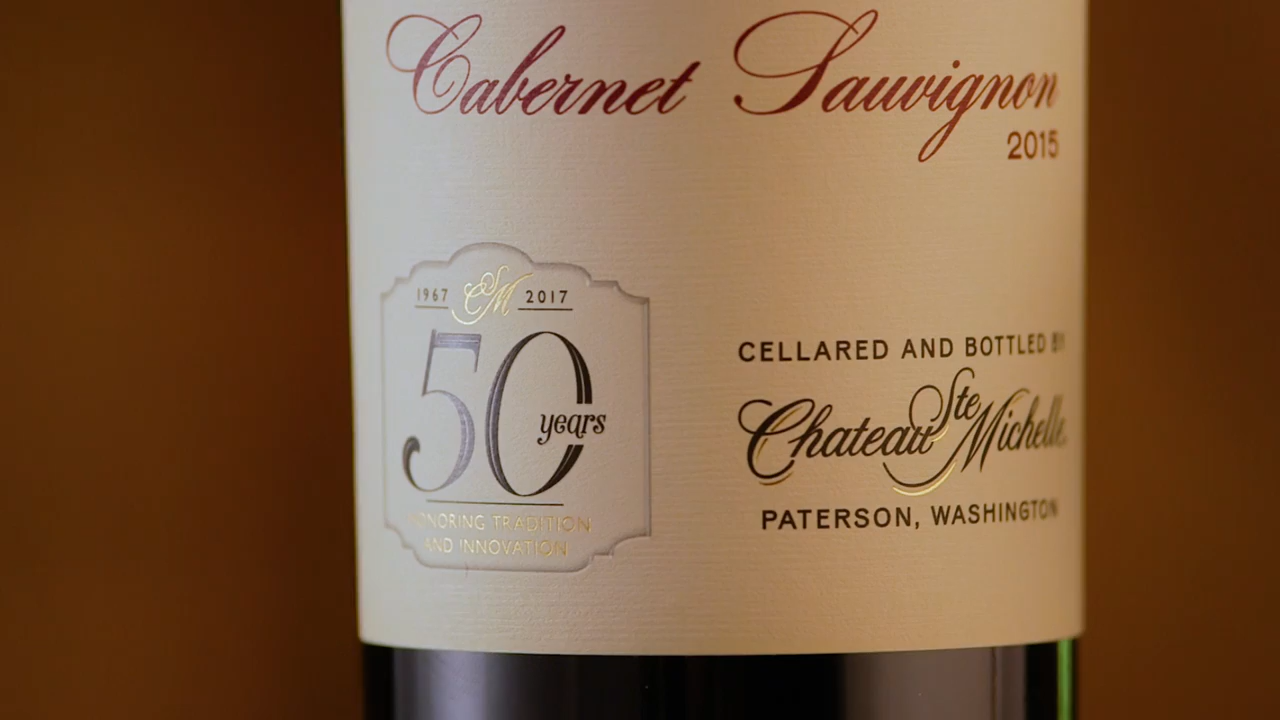 Cabernet Sauvignon
2015
1967 CSM 2017
50
years
HONORING TRADITION
AND INNOVATION
CELLARED AND BOTTLED BY
Chateau Ste Michelle
PATERSON, WASHINGTON